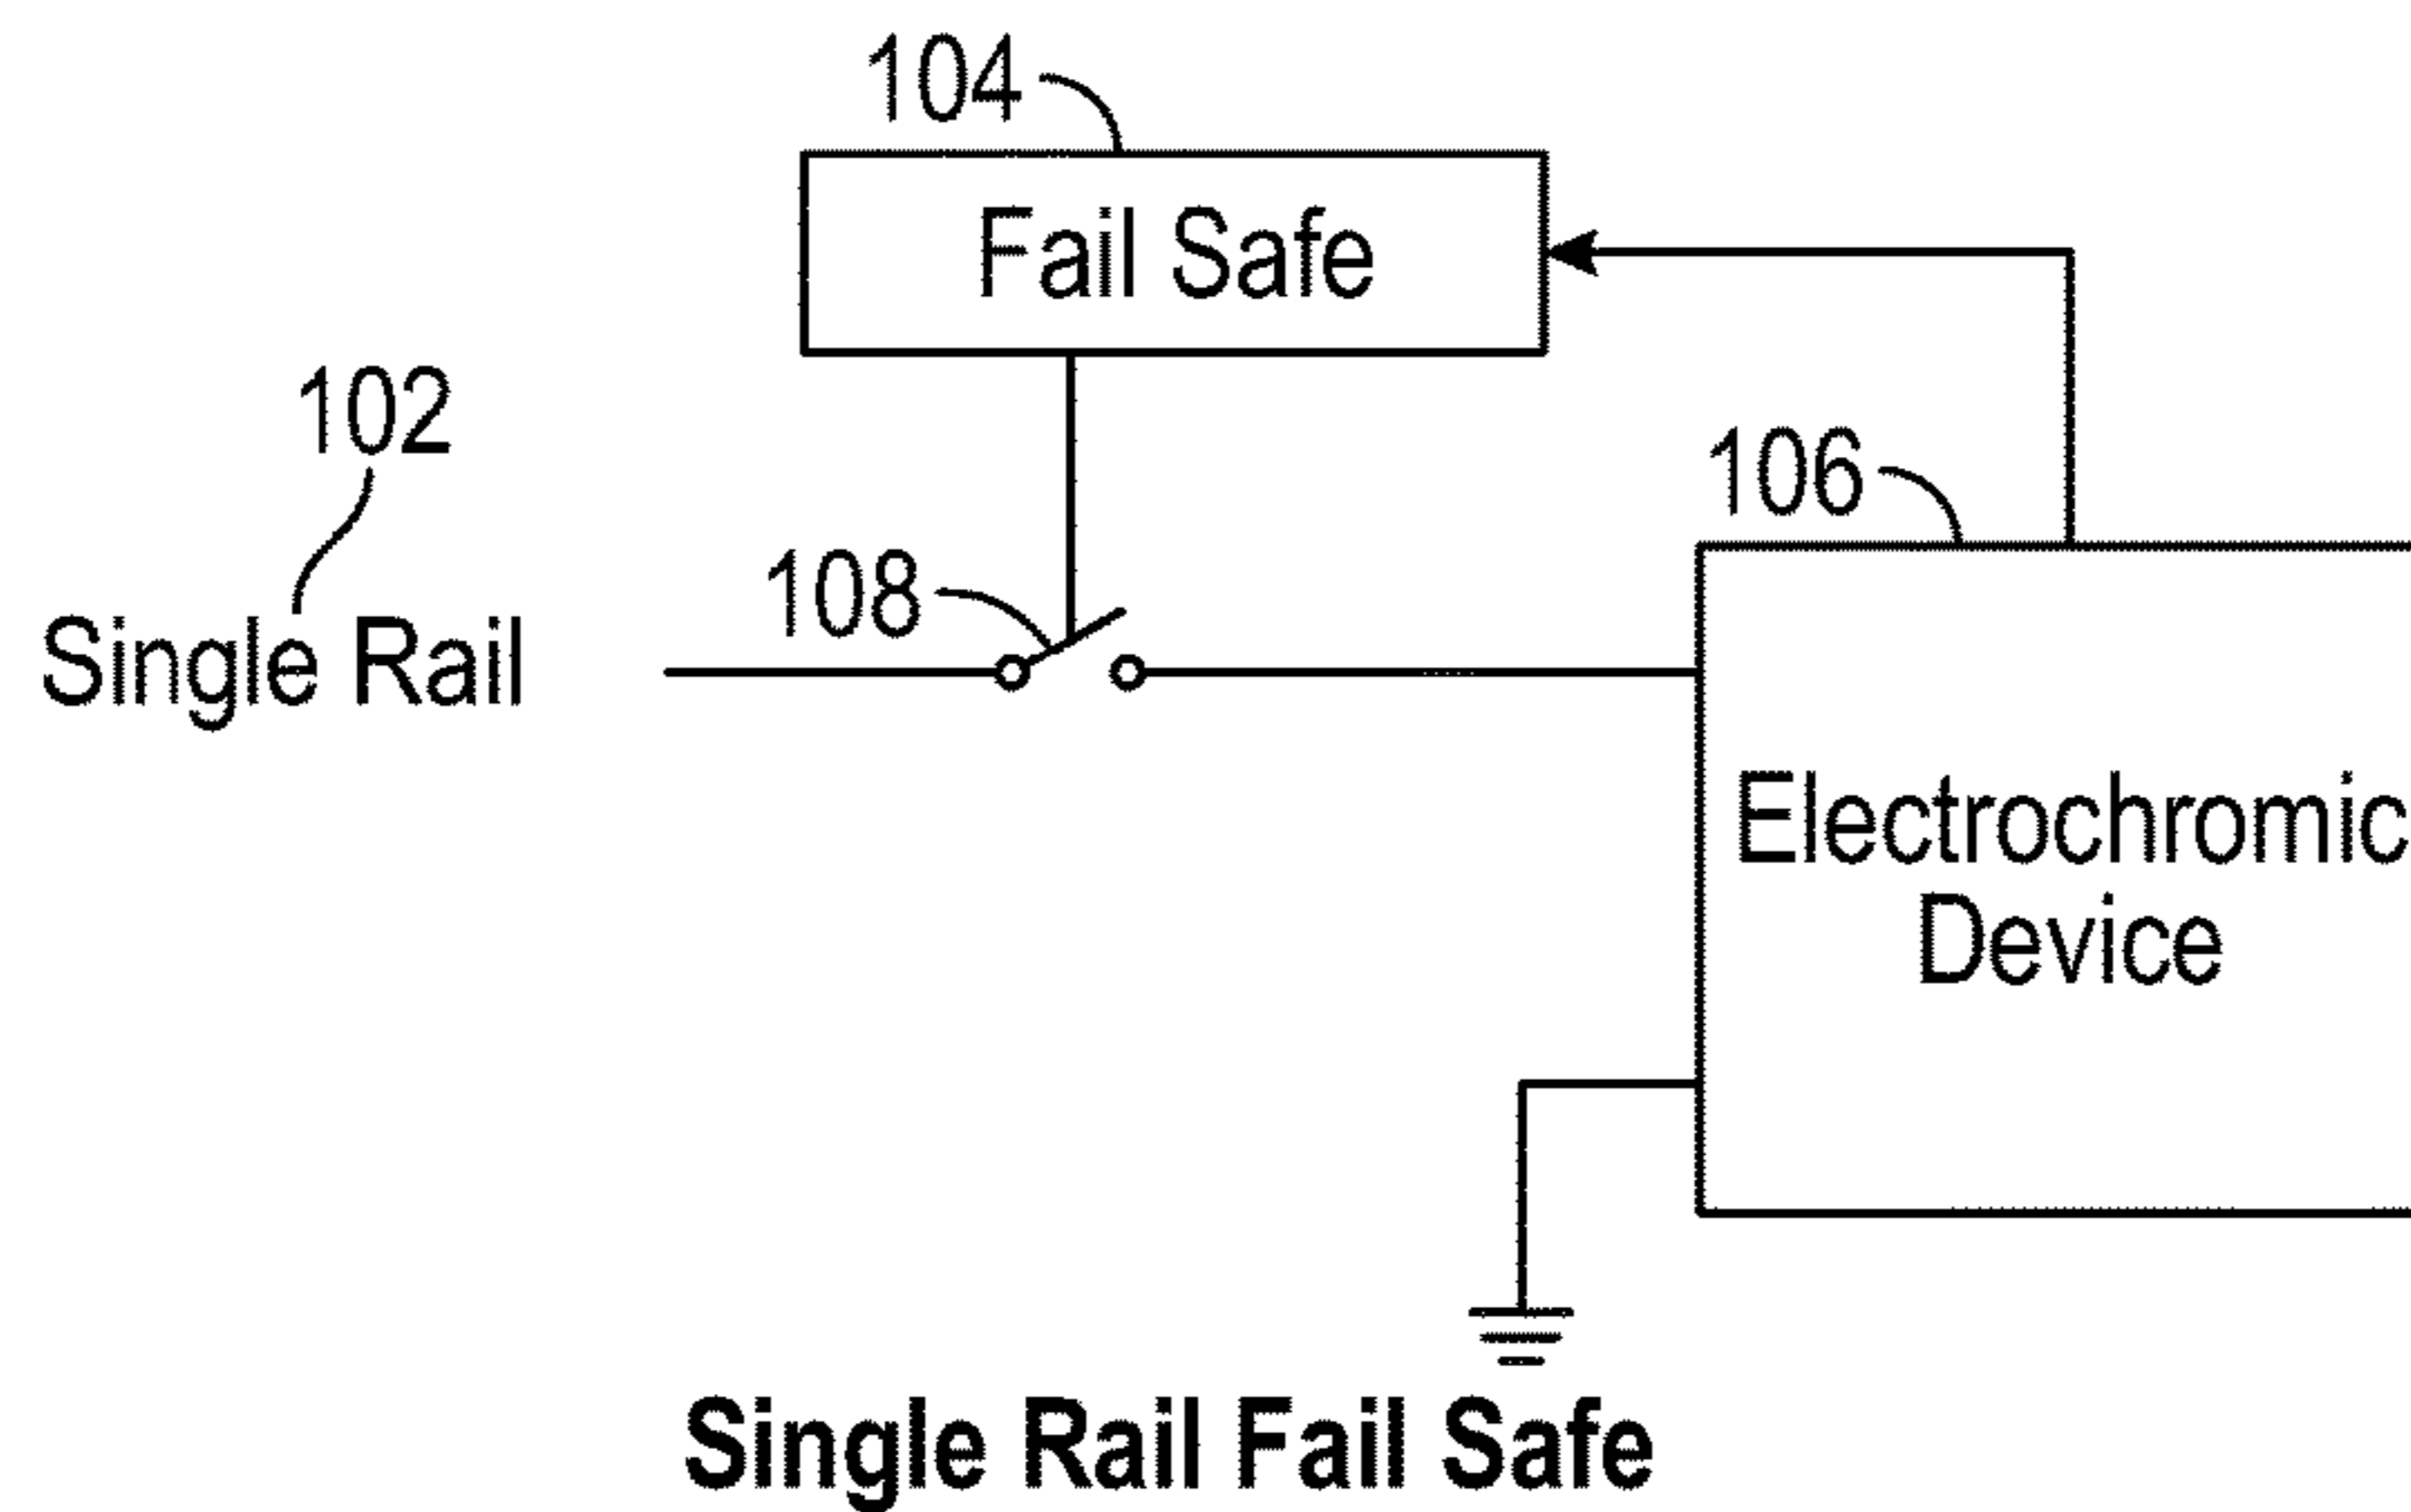 104
Fail Safe
102
106
108
Single Rail
Electrochromic
Device
Single Rail Fail Safe